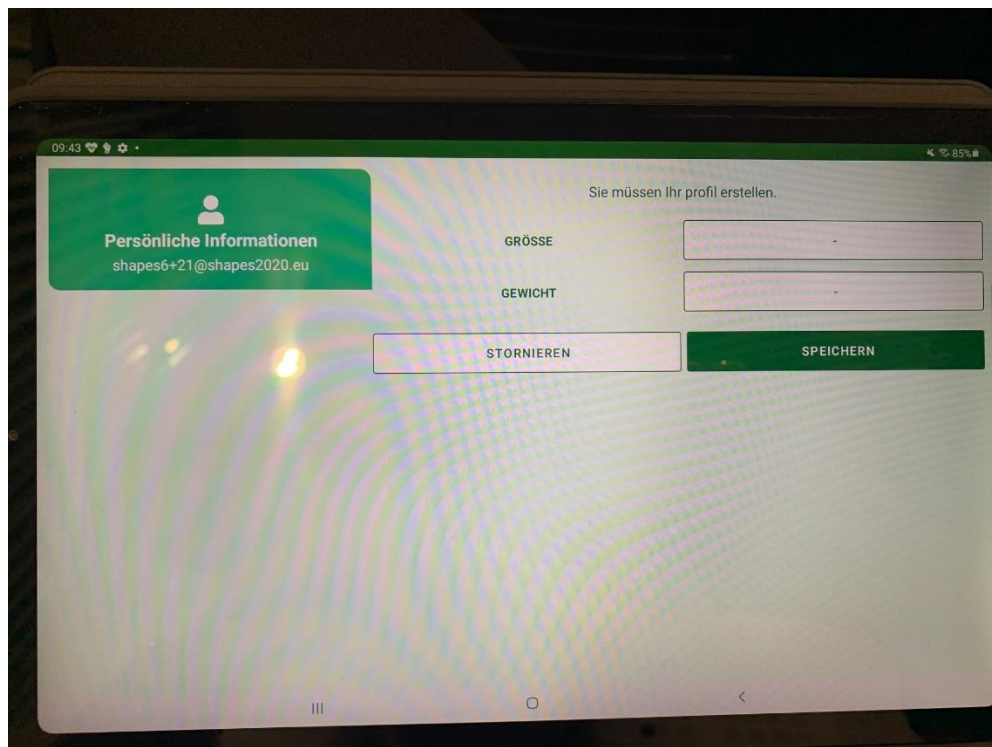 09:43
85%
Persönliche Informationen
shapes6+21@shapes2020.eu
Sie müssen Ihr profil erstellen.
GRÖSSE
-
GEWICHT
-
STORNIEREN
SPEICHERN